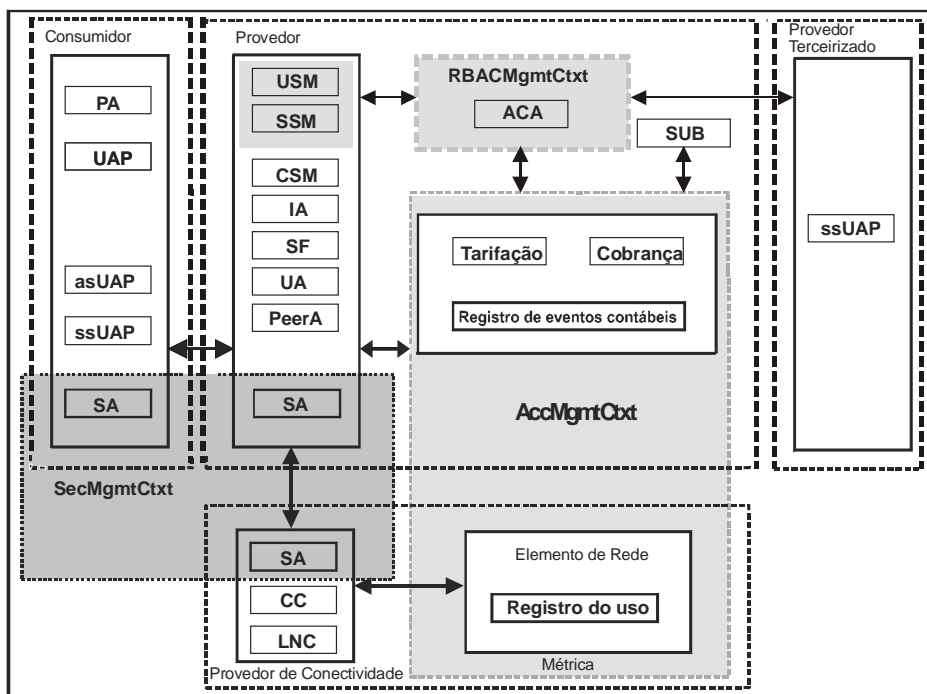 Consumidor
PA
UAP
asUAP
ssUAP
SA
SecMgmtCtxt
Provedor
USM
SSM
CSM
IA
SF
UA
PeerA
SA
RBACMgmtCtxt
ACA
SUB
Tarifação
Cobrança
Registro de eventos contábeis
AccMgmtCtxt
Provedor
Terceirizado
ssUAP
SA
CC
LNC
Provedor de Conectividade
Elemento de Rede
Registro do uso
Métrica